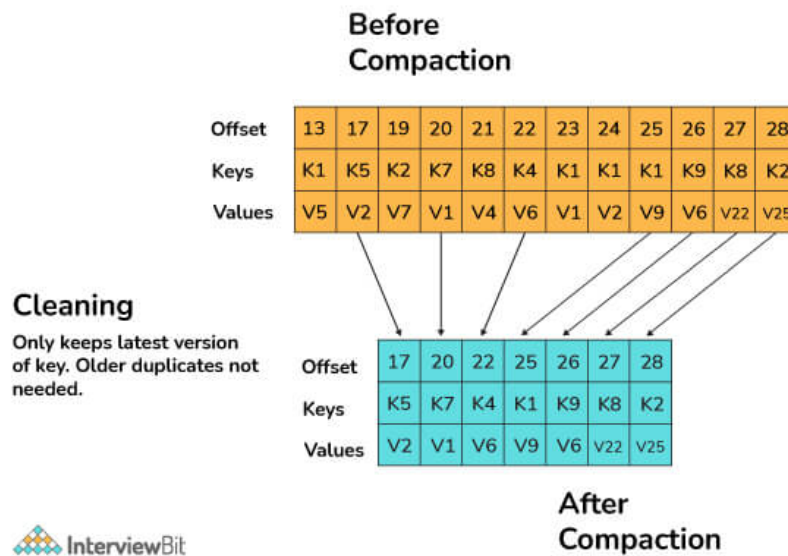 Before
Compaction
Offset 13 17 19 20 21 22 23 24 25 26 27 28
Keys K1 K5 K2 K7 K8 K4 K1 K1 K1 K9 K8 K2
Values V5 V2 V7 V1 V4 V6 V1 V2 V9 V6 V22 V25
Cleaning
Only keeps latest version
of key. Older duplicates not
needed.
Offset 17 20 22 25 26 27 28
Keys K5 K7 K4 K1 K9 K8 K2
Values V2 V1 V6 V9 V6 V22 V25
After
Compaction
InterviewBit